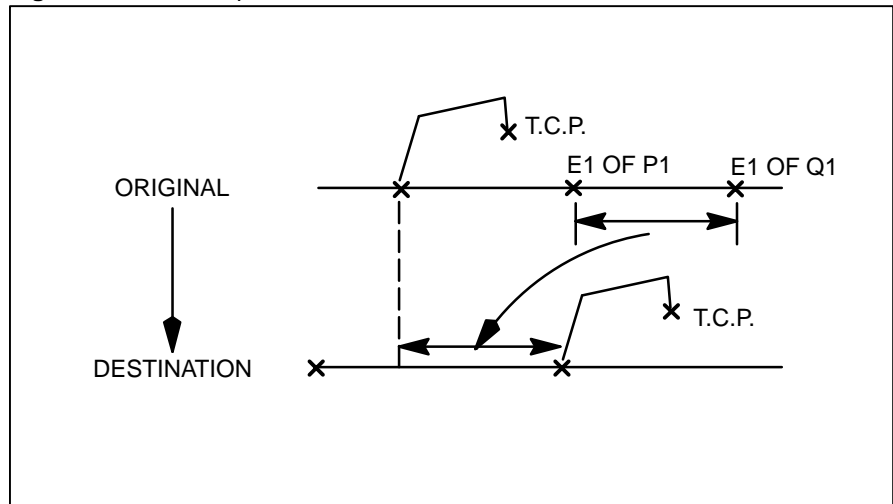 T.C.P.
E1 OF P1 E1 OF Q1
ORIGINAL
T.C.P.
DESTINATION